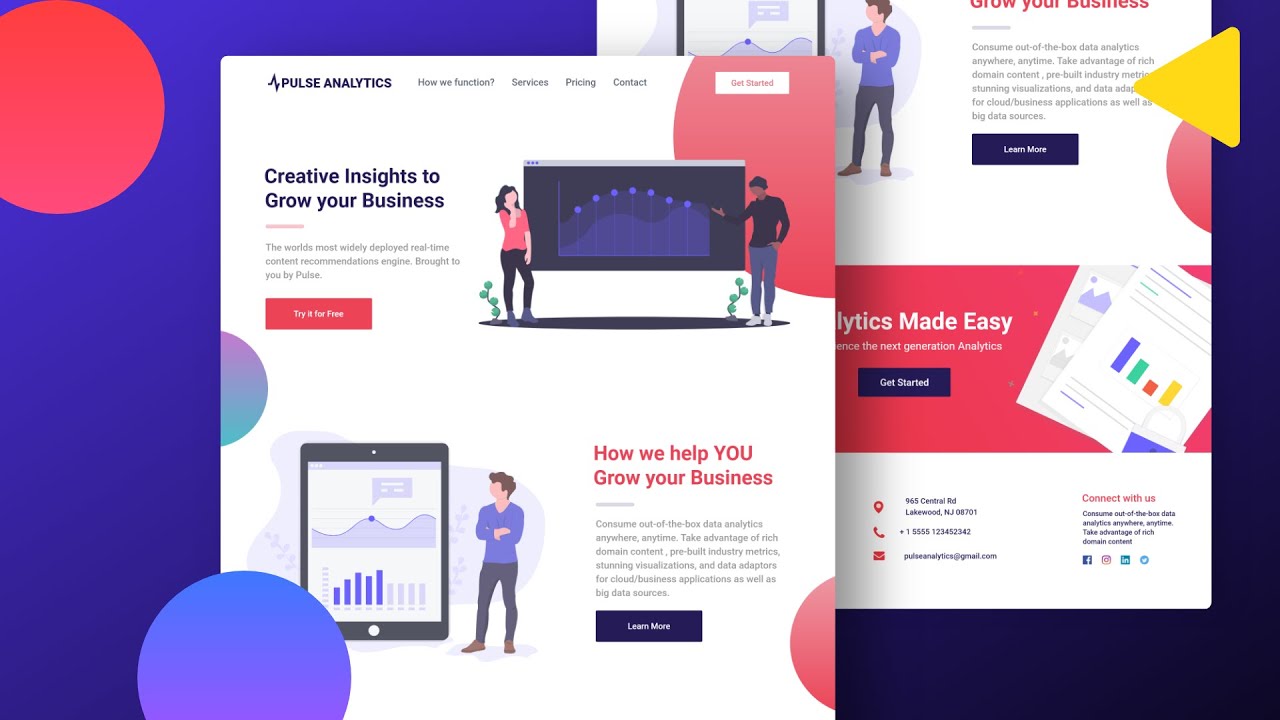 PULSE ANALYTICS
How we function?
Services
Pricing
Contact
Get Started
Creative Insights to
Grow your Business
The worlds most widely deployed real-time
content recommendations engine. Brought to
you by Pulse.
Try it for Free
How we help YOU
Grow your Business
Consume out-of-the-box data analytics
anywhere, anytime. Take advantage of rich
domain content , pre-built industry metrics,
stunning visualizations, and data adaptors
for cloud/business applications as well as
big data sources.
Learn More
Grow your Business
Consume out-of-the-box data analytics
anywhere, anytime. Take advantage of rich
domain content , pre-built industry metrics,
stunning visualizations, and data
for cloud/business applications as well as
big data sources.
Learn More
lytics Made Easy
ence the next generation Analytics
Get Started
965 Central Rd
Lakewood, NJ 08701
+ 1 5555 123452342
pulseanalytics@gmail.com
Connect with us
Consume out-of-the-box data
analytics anywhere, anytime.
Take advantage of rich
domain content